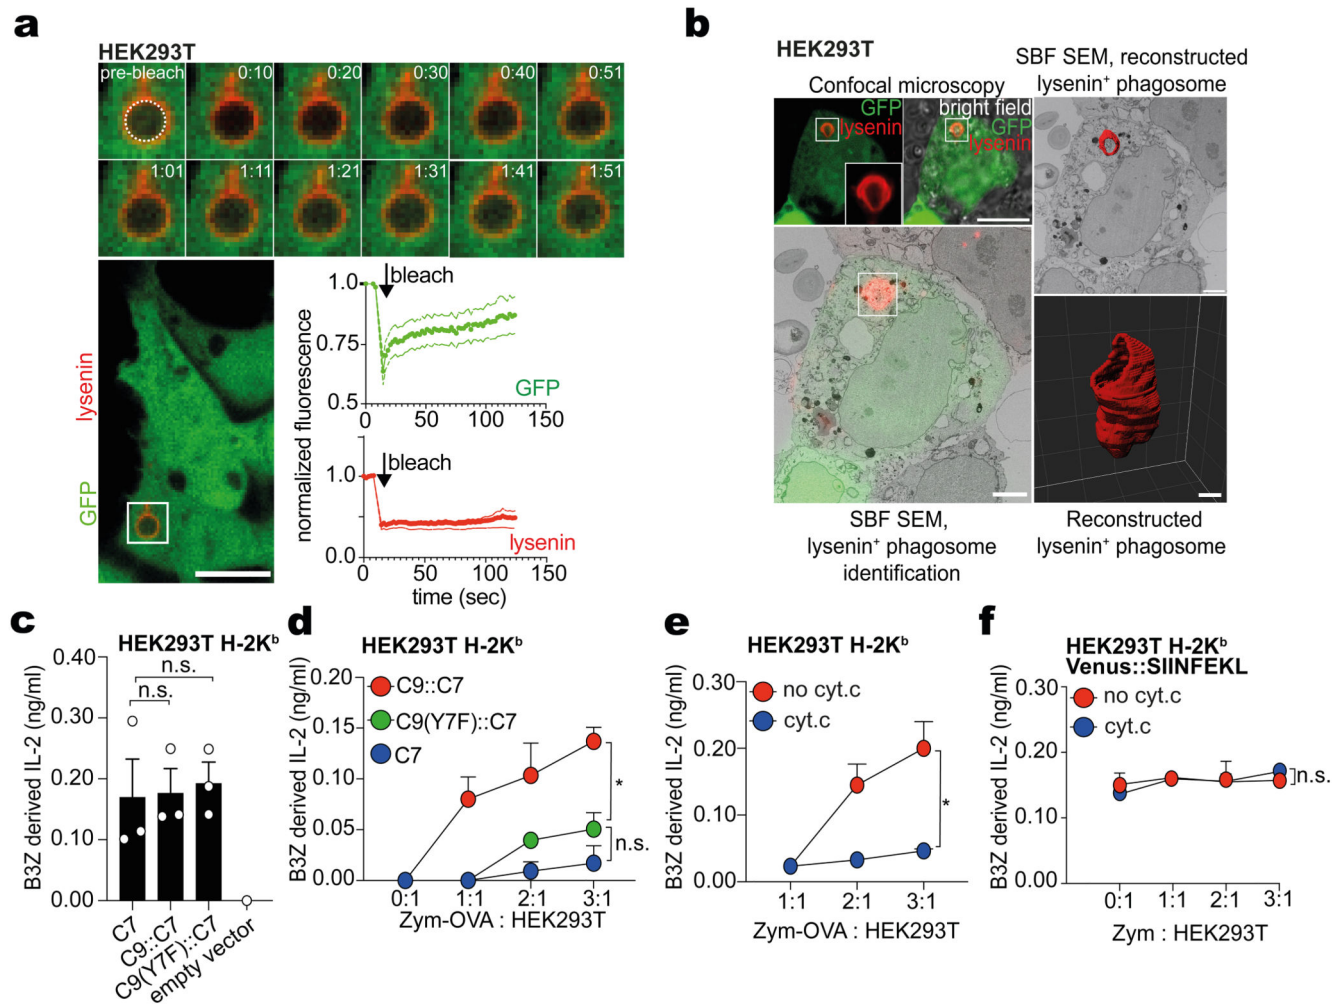 a
HEK293T
pre-bleach 0:10 0:20 0:30 0:40 0:51
1:01 1:11 1:21 1:31 1:41 1:51
GFP lysenin
normalized fluorescence
1.0
0.75
0.5
bleach
GFP
0 50 100 150
1.0
0.0
bleach
lysenin
0 50 100 150
time (sec)
b
HEK293T
Confocal microscopy
GFP
lysenin
bright field
GFP
lysenin
SBF SEM, reconstructed
lysenin⁺ phagosome
SBF SEM,
lysenin⁺ phagosome
identification
Reconstructed
lysenin⁺ phagosome
c
HEK293T H-2Kᵇ
B3Z derived IL-2 (ng/ml)
0.40
0.30
0.20
0.10
0.00
n.s.
n.s.
C7
C9::C7
C9(Y7F)::C7
empty vector
d
HEK293T H-2Kᵇ
B3Z derived IL-2 (ng/ml)
0.20
0.15
0.10
0.05
0.00
C9::C7
C9(Y7F)::C7
C7
*
n.s.
0:1 1:1 2:1 3:1
Zym-OVA : HEK293T
e
HEK293T H-2Kᵇ
B3Z derived IL-2 (ng/ml)
0.30
0.20
0.10
0.00
no cyt.c
cyt.c
*
1:1 2:1 3:1
Zym-OVA : HEK293T
f
HEK293T H-2Kᵇ
Venus::SIINFEKL
B3Z derived IL-2 (ng/ml)
0.30
0.20
0.10
0.00
no cyt.c
cyt.c
n.s.
0:1 1:1 2:1 3:1
Zym : HEK293T